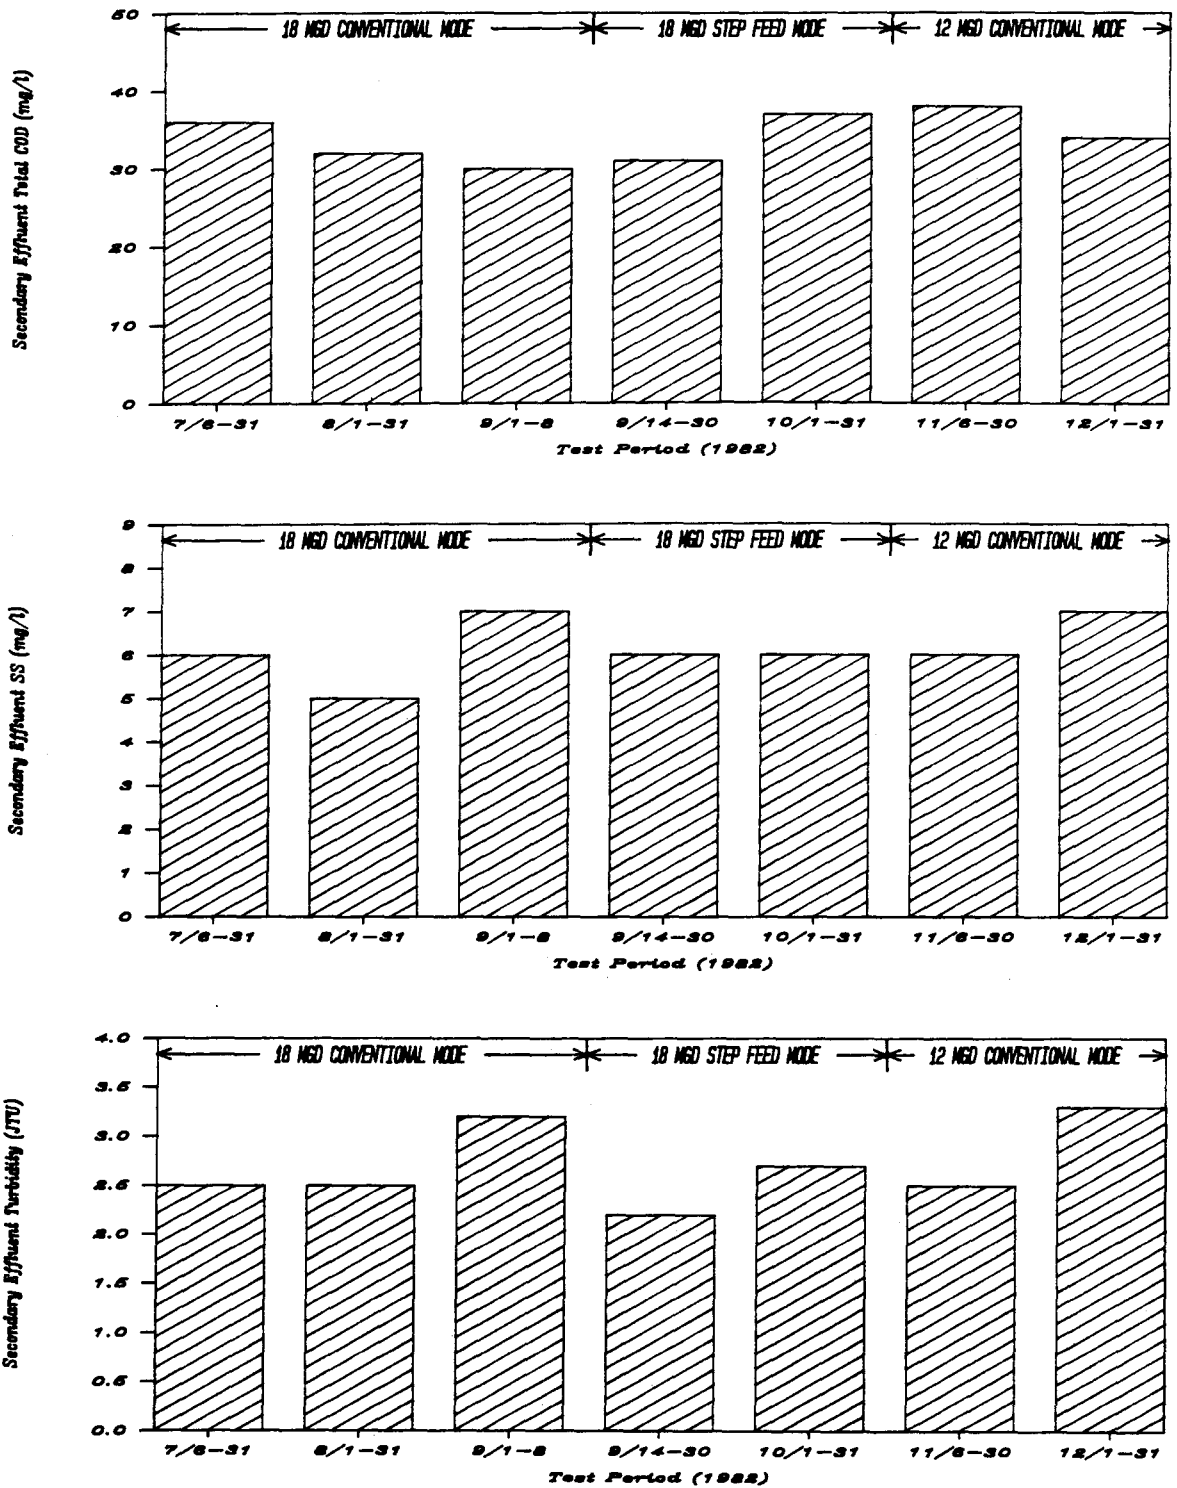 Secondary Effluent Total COD (mg/l)
50
40
30
20
10
0
18 MGD CONVENTIONAL MODE
18 MGD STEP FEED MODE
12 MGD CONVENTIONAL MODE
7/6-31 8/1-31 9/1-8 9/14-30 10/1-31 11/6-30 12/1-31
Test Period (1982)
Secondary Effluent SS (mg/l)
9
8
7
6
5
4
3
2
1
0
18 MGD CONVENTIONAL MODE
18 MGD STEP FEED MODE
12 MGD CONVENTIONAL MODE
7/6-31 8/1-31 9/1-8 9/14-30 10/1-31 11/6-30 12/1-31
Test Period (1982)
Secondary Effluent Turbidity (JTU)
4.0
3.5
3.0
2.5
2.0
1.5
1.0
0.5
0.0
18 MGD CONVENTIONAL MODE
18 MGD STEP FEED MODE
12 MGD CONVENTIONAL MODE
7/6-31 8/1-31 9/1-8 9/14-30 10/1-31 11/6-30 12/1-31
Test Period (1982)